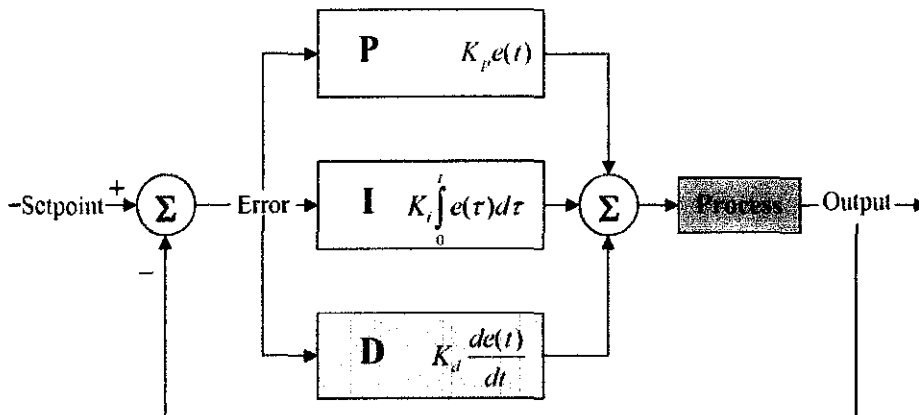 P K_p e(t)
Setpoint + Σ Error I K_i ∫_0^t e(τ)dτ Σ Process Output
−
D K_d de(t)/dt